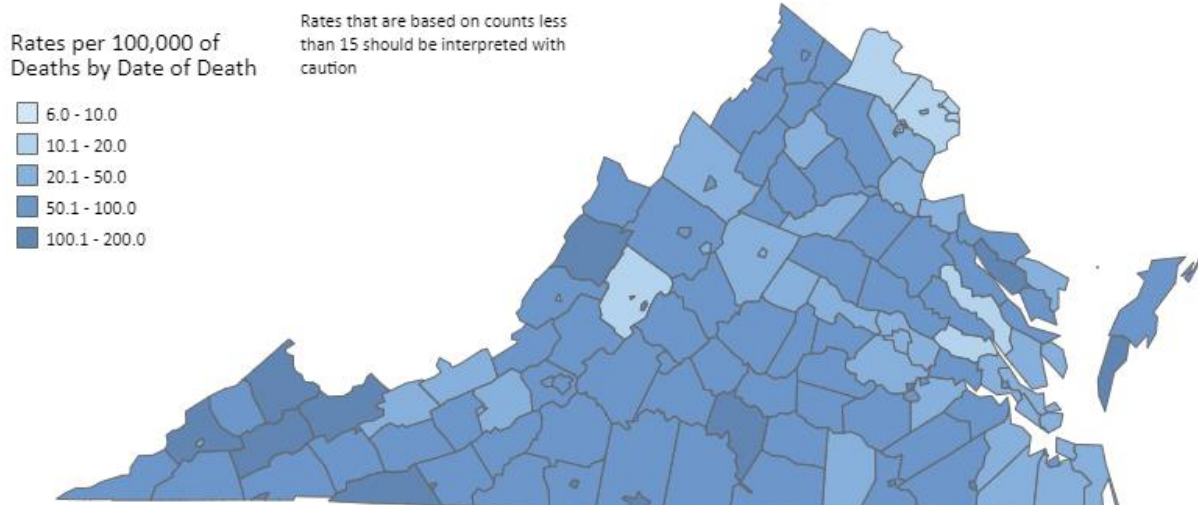 Rates per 100,000 of
Deaths by Date of Death
6.0 - 10.0
10.1 - 20.0
20.1 - 50.0
50.1 - 100.0
100.1 - 200.0
Rates that are based on counts less
than 15 should be interpreted with
caution